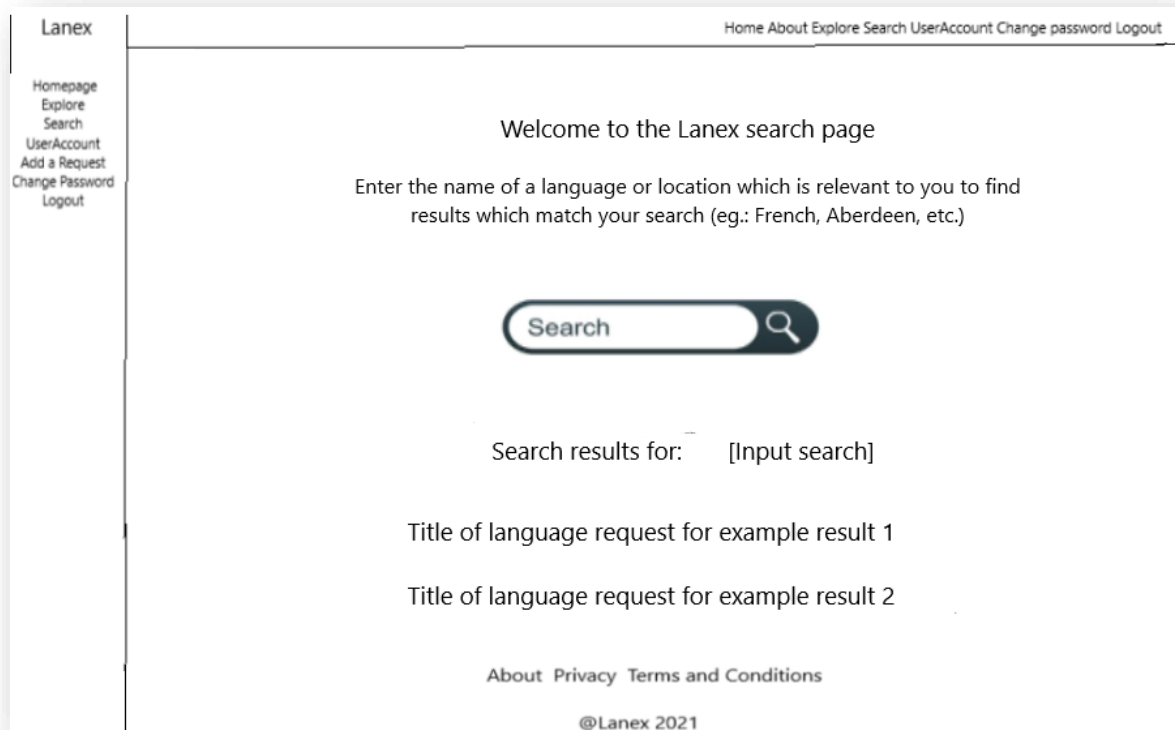 Lanex
Home About Explore Search UserAccount Change password Logout
Homepage
Explore
Search
UserAccount
Add a Request
Change Password
Logout
Welcome to the Lanex search page
Enter the name of a language or location which is relevant to you to find
results which match your search (eg.: French, Aberdeen, etc.)
Search
Search results for: [Input search]
Title of language request for example result 1
Title of language request for example result 2
About Privacy Terms and Conditions
@Lanex 2021